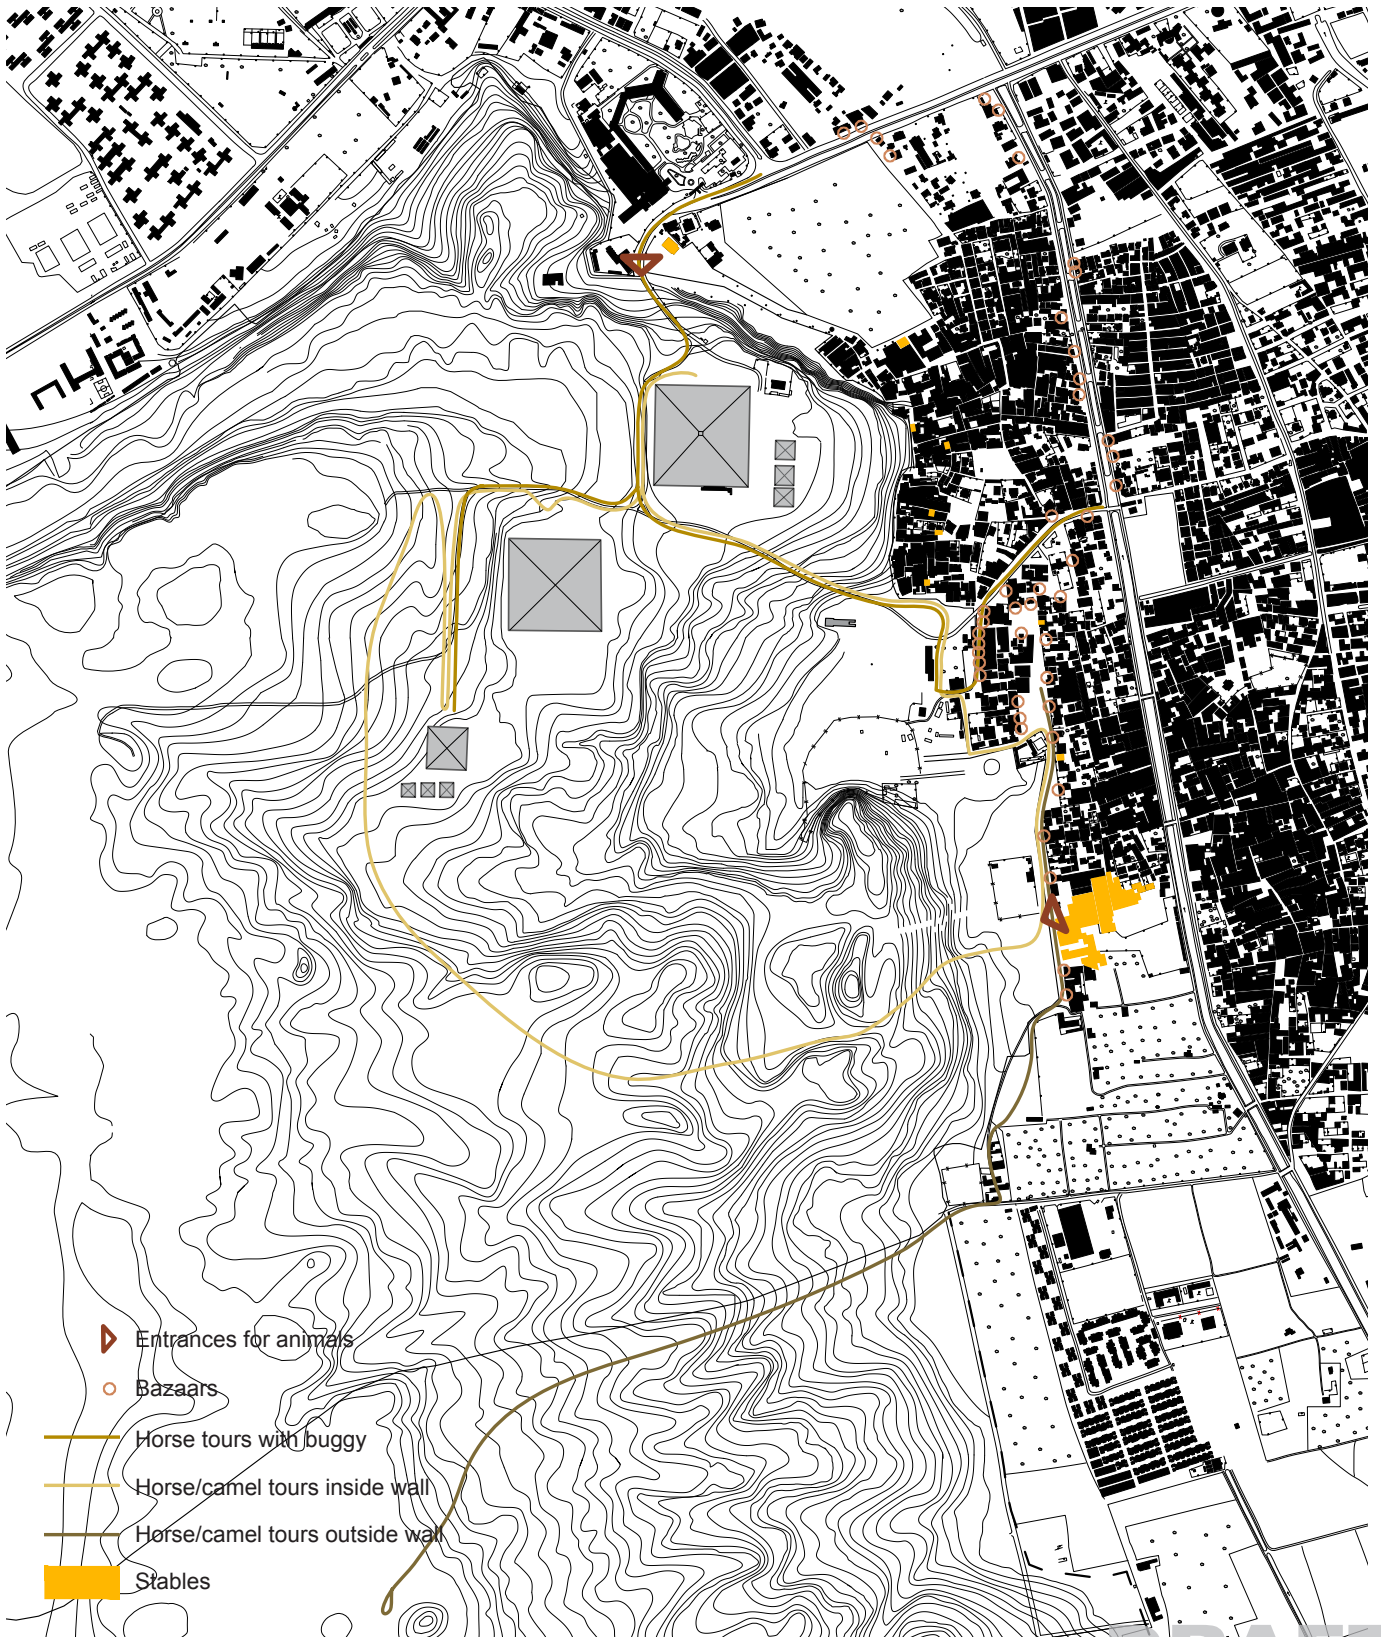 Entrances for animals
Bazaars
Horse tours with buggy
Horse/camel tours inside wall
Horse/camel tours outside wall
Stables